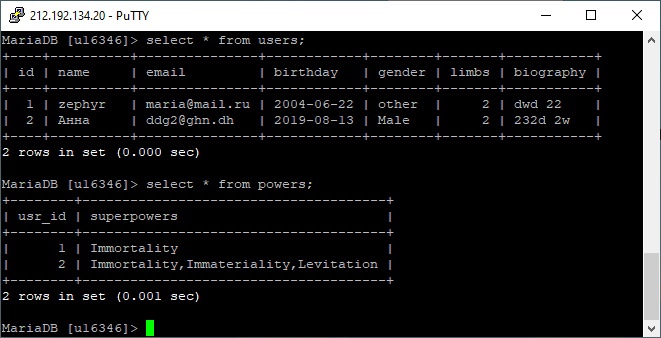 212.192.134.20 - PuTTY
MariaDB [u16346]> select * from users;
+----+--------+---------------+------------+--------+-------+-----------+
| id | name   | email         | birthday   | gender | limbs | biography |
+----+--------+---------------+------------+--------+-------+-----------+
|  1 | zephyr | maria@mail.ru | 2004-06-22 | other  |     2 | dwd 22    |
|  2 | Анна   | ddg2@ghn.dh   | 2019-08-13 | Male   |     2 | 232d 2w   |
+----+--------+---------------+------------+--------+-------+-----------+
2 rows in set (0.000 sec)
MariaDB [u16346]> select * from powers;
+--------+--------------------------------------+
| usr_id | superpowers                          |
+--------+--------------------------------------+
|      1 | Immortality                          |
|      2 | Immortality,Immateriality,Levitation |
+--------+--------------------------------------+
2 rows in set (0.001 sec)
MariaDB [u16346]>